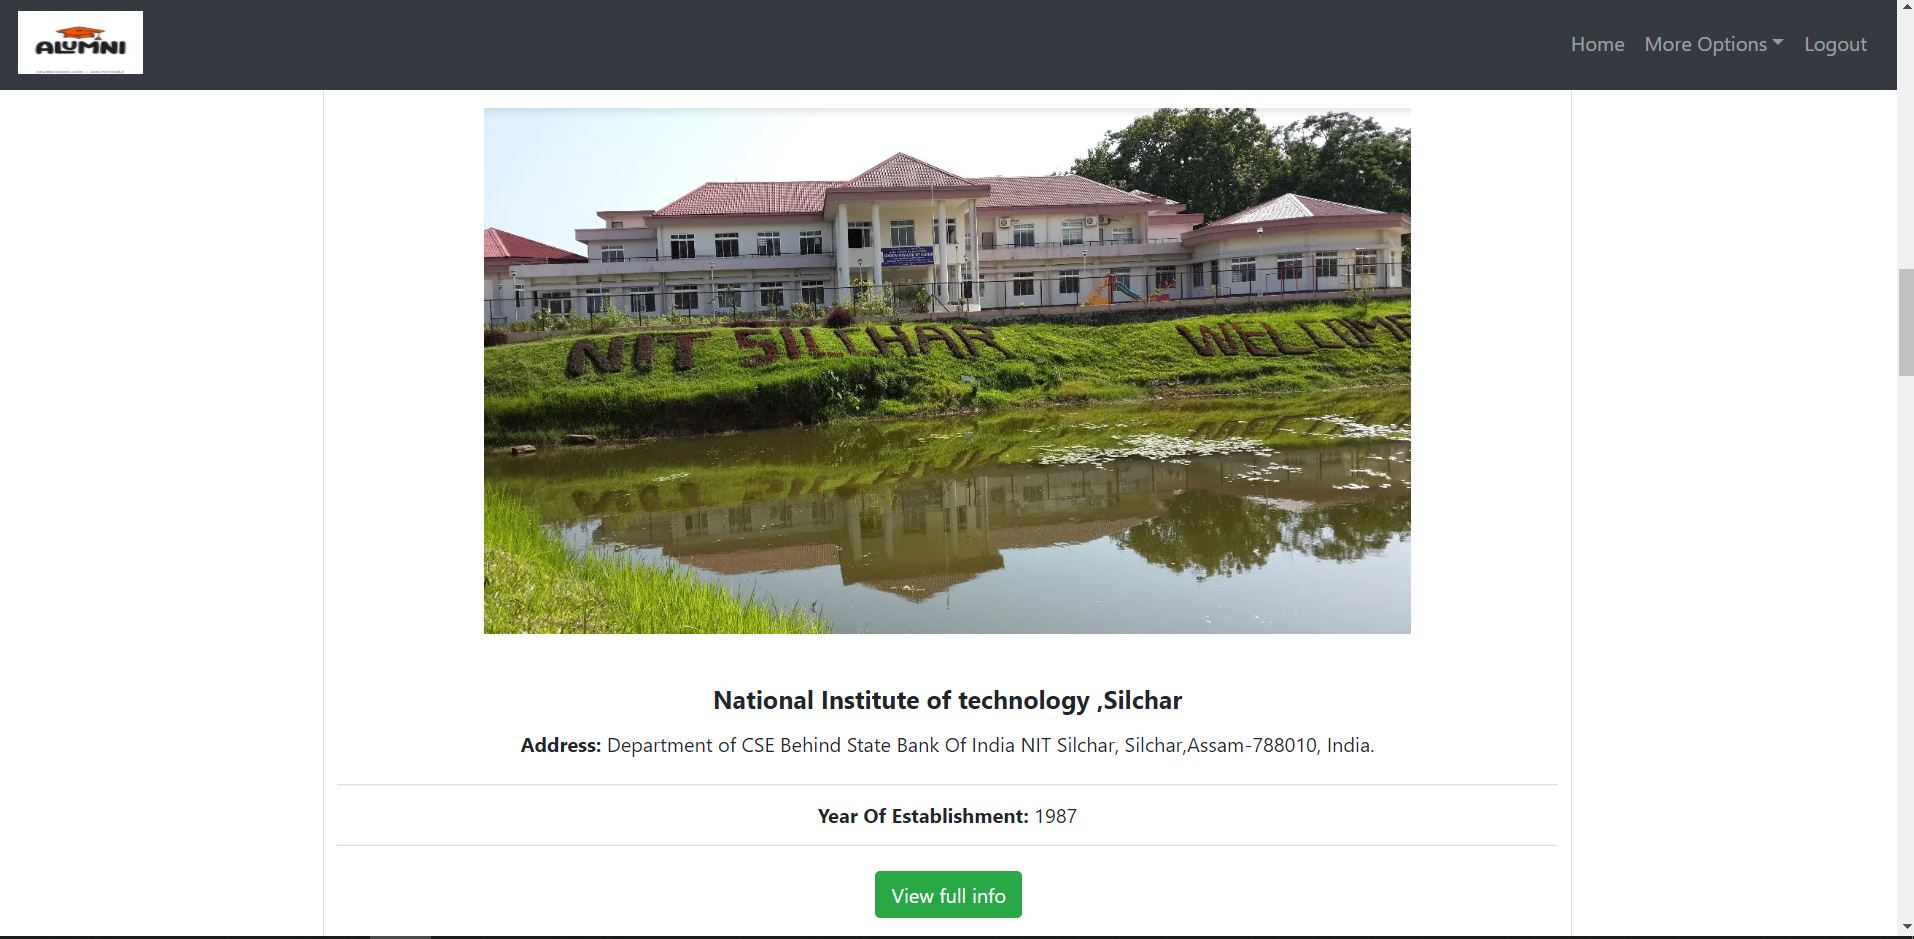 ALUMNI
Home More Options Logout
NIT SILCHAR WELCOME
National Institute of technology ,Silchar
Address: Department of CSE Behind State Bank Of India NIT Silchar, Silchar,Assam-788010, India.
Year Of Establishment: 1987
View full info